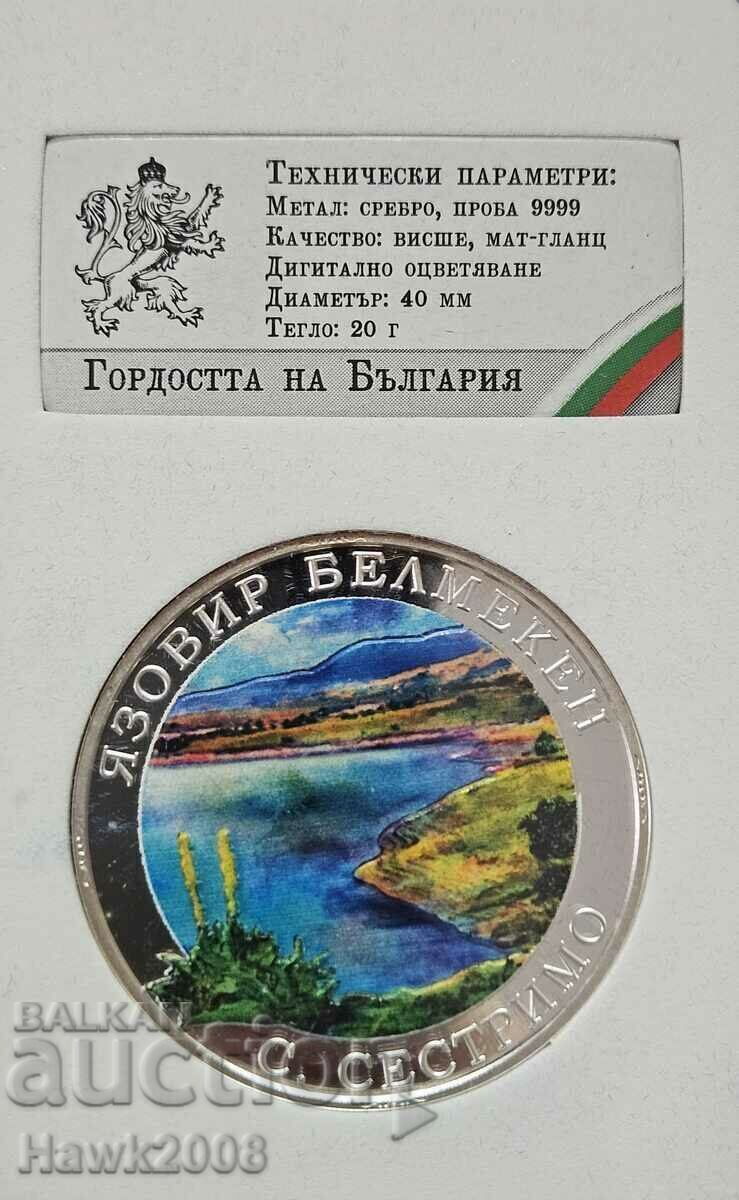 Технически параметри:
Метал: сребро, проба 9999
Качество: висше, мат-гланц
Дигитално оцветяване
Диаметър: 40 мм
Тегло: 20 г
Гордостта на България
ЯЗОВИР БЕЛМЕКЕН
С. СЕСТРИМО
BALKAN
auction
Hawk2008